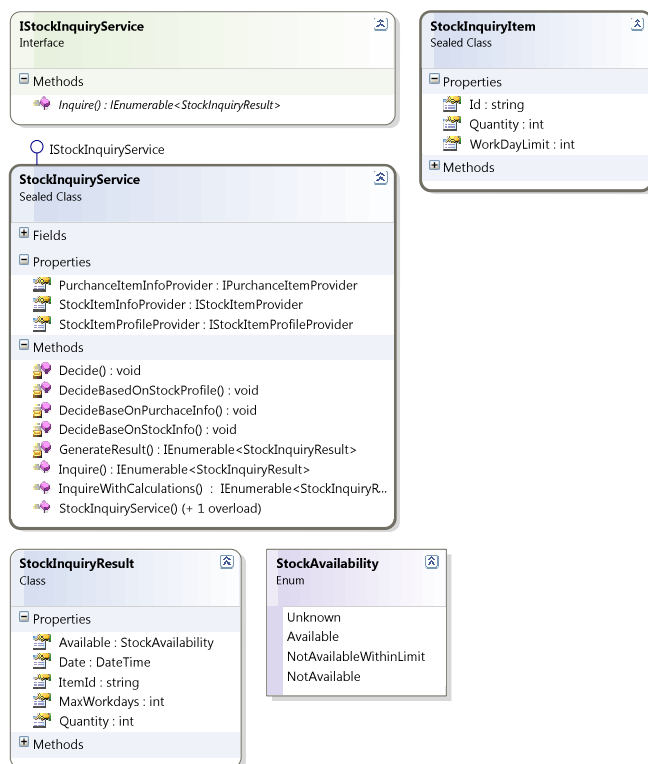 IStockInquiryService
Interface
Methods
Inquire() : IEnumerable<StockInquiryResult>
StockInquiryItem
Sealed Class
Properties
Id : string
Quantity : int
WorkDayLimit : int
Methods
IStockInquiryService
StockInquiryService
Sealed Class
Fields
Properties
PurchanceItemInfoProvider : IPurchanceItemProvider
StockItemInfoProvider : IStockItemProvider
StockItemProfileProvider : IStockItemProfileProvider
Methods
Decide() : void
DecideBasedOnStockProfile() : void
DecideBaseOnPurchaceInfo() : void
DecideBaseOnStockInfo() : void
GenerateResult() : IEnumerable<StockInquiryResult>
Inquire() : IEnumerable<StockInquiryResult>
InquireWithCalculations() : IEnumerable<StockInquiryR...
StockInquiryService() (+ 1 overload)
StockInquiryResult
Class
Properties
Available : StockAvailability
Date : DateTime
ItemId : string
MaxWorkdays : int
Quantity : int
Methods
StockAvailability
Enum
Unknown
Available
NotAvailableWithinLimit
NotAvailable